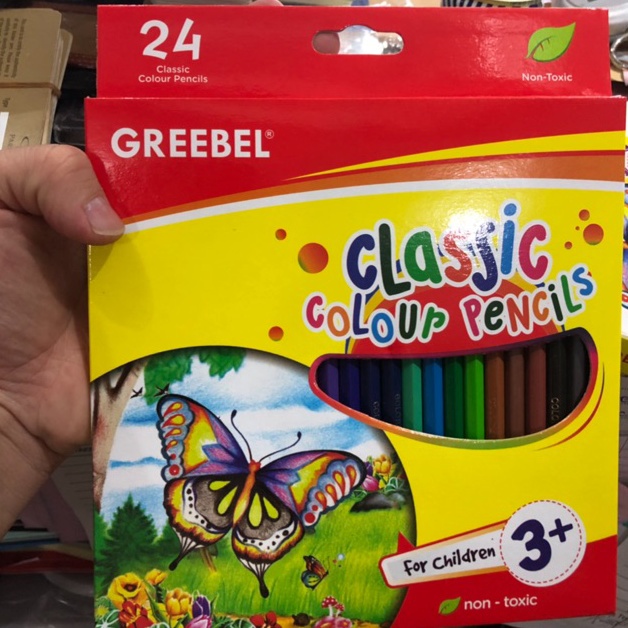 24
Classic
Colour Pencils
Non-Toxic
GREEBEL®
CLassic
COLOUR PENCILS
For Children 3+
non - toxic